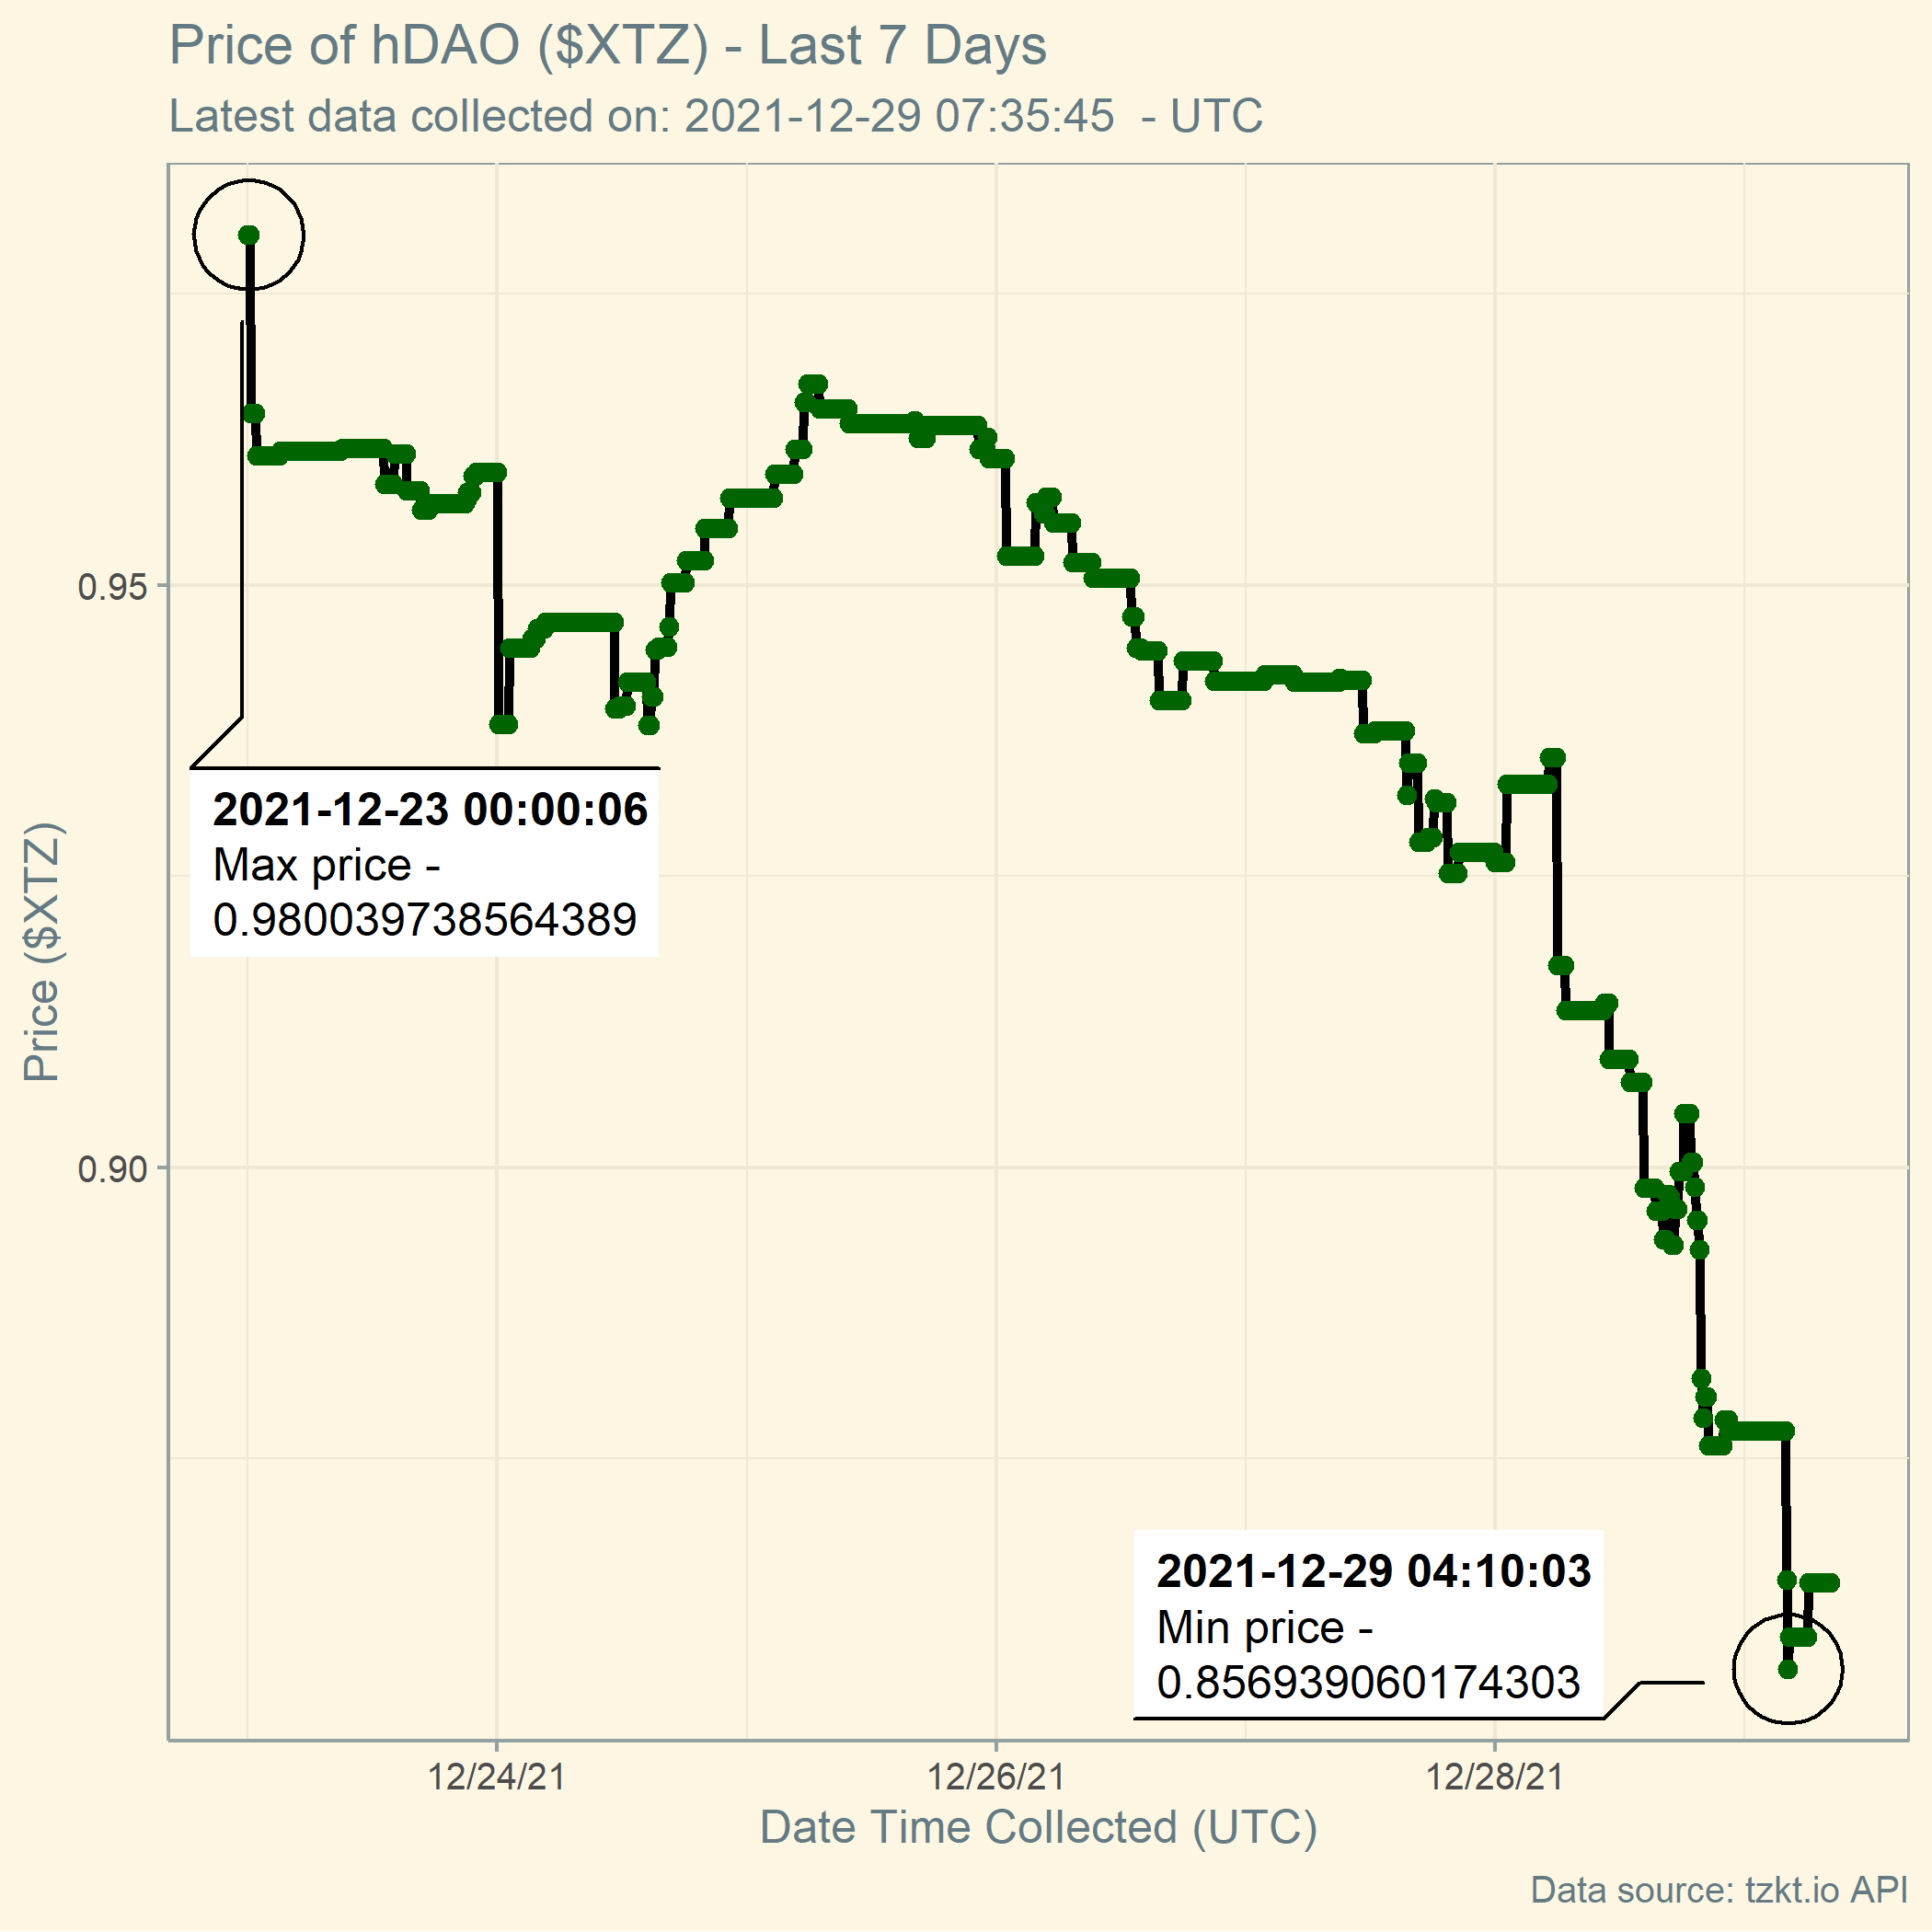 Price of hDAO ($XTZ) - Last 7 Days
Latest data collected on: 2021-12-29 07:35:45  - UTC
Price ($XTZ)
0.95
0.90
2021-12-23 00:00:06
Max price -
0.980039738564389
2021-12-29 04:10:03
Min price -
0.856939060174303
12/24/21
12/26/21
12/28/21
Date Time Collected (UTC)
Data source: tzkt.io API